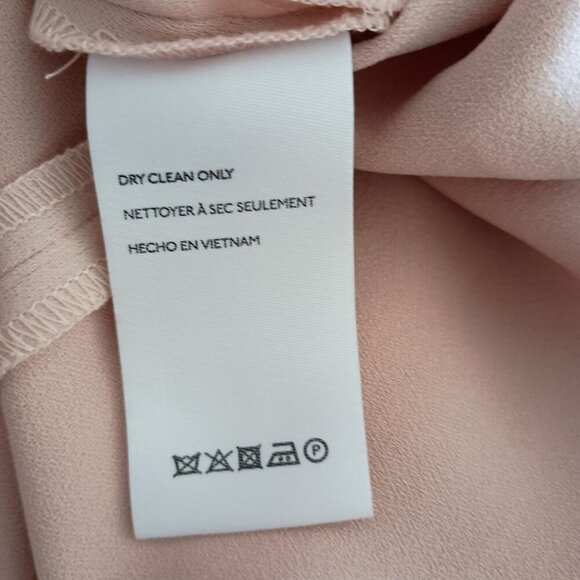 DRY CLEAN ONLY
NETTOYER À SEC SEULEMENT
HECHO EN VIETNAM
P